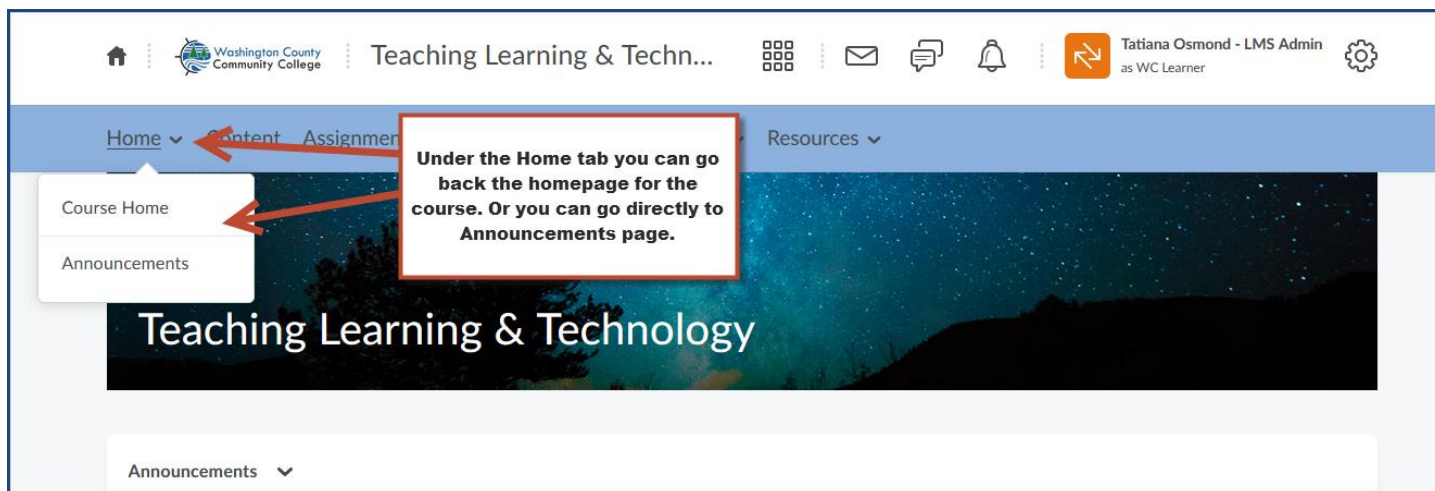 Washington County
Community College
Teaching Learning & Techn...
Tatiana Osmond - LMS Admin
as WC Learner
Home Content Resources
Under the Home tab you can go
back the homepage for the
course. Or you can go directly to
Announcements page.
Course Home
Announcements
Teaching Learning & Technology
Announcements